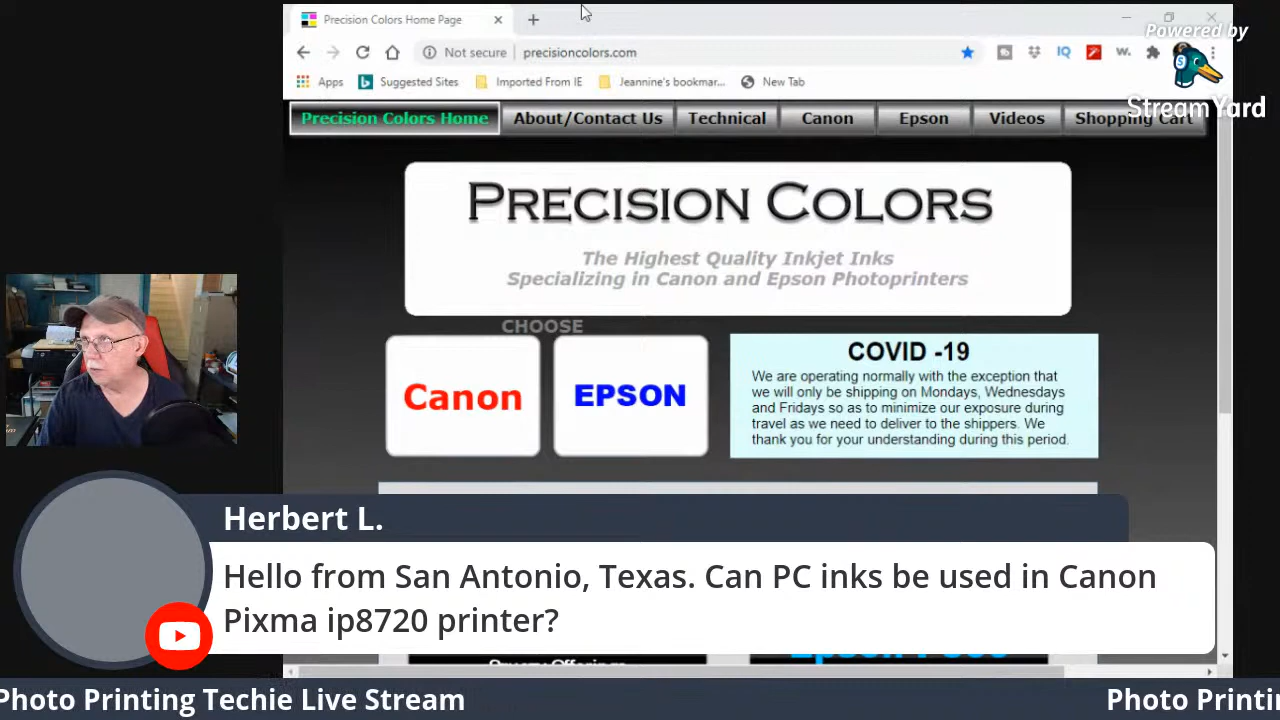 Precision Colors Home Page
Powered by
Not secure
precisioncolors.com
IQ
w.
Apps
Suggested Sites
Imported From IE
Jeannine's bookmar...
New Tab
StreamYard
Precision Colors Home
About/Contact Us
Technical
Canon
Epson
Videos
Shopping Cart
PRECISION COLORS
The Highest Quality Inkjet Inks
Specializing in Canon and Epson Photoprinters
CHOOSE
Canon
EPSON
COVID -19
We are operating normally with the exception that
we will only be shipping on Mondays, Wednesdays
and Fridays so as to minimize our exposure during
travel as we need to deliver to the shippers. We
thank you for your understanding during this period.
Herbert L.
Hello from San Antonio, Texas. Can PC inks be used in Canon
Pixma ip8720 printer?
Photo Printing Techie Live Stream
Photo Printi